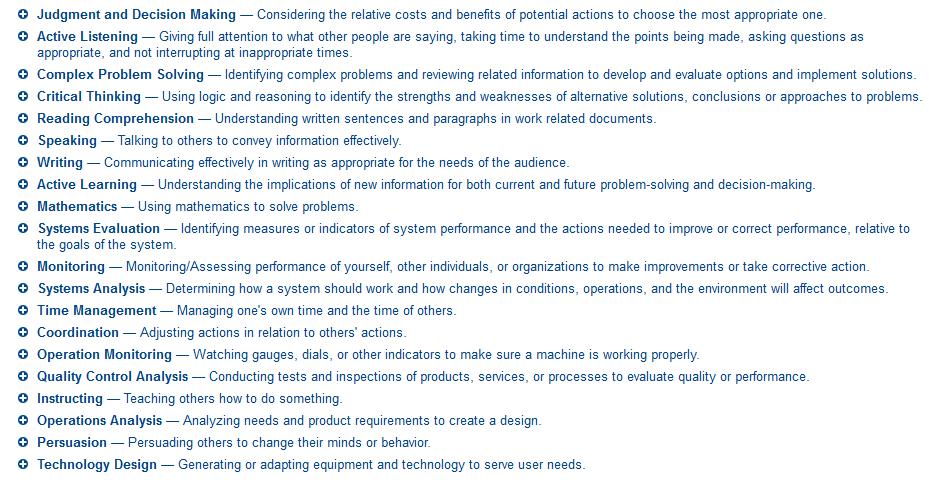 Judgment and Decision Making — Considering the relative costs and benefits of potential actions to choose the most appropriate one.
Active Listening — Giving full attention to what other people are saying, taking time to understand the points being made, asking questions as
appropriate, and not interrupting at inappropriate times.
Complex Problem Solving — Identifying complex problems and reviewing related information to develop and evaluate options and implement solutions.
Critical Thinking — Using logic and reasoning to identify the strengths and weaknesses of alternative solutions, conclusions or approaches to problems.
Reading Comprehension — Understanding written sentences and paragraphs in work related documents.
Speaking — Talking to others to convey information effectively.
Writing — Communicating effectively in writing as appropriate for the needs of the audience.
Active Learning — Understanding the implications of new information for both current and future problem-solving and decision-making.
Mathematics — Using mathematics to solve problems.
Systems Evaluation — Identifying measures or indicators of system performance and the actions needed to improve or correct performance, relative to
the goals of the system.
Monitoring — Monitoring/Assessing performance of yourself, other individuals, or organizations to make improvements or take corrective action.
Systems Analysis — Determining how a system should work and how changes in conditions, operations, and the environment will affect outcomes.
Time Management — Managing one's own time and the time of others.
Coordination — Adjusting actions in relation to others' actions.
Operation Monitoring — Watching gauges, dials, or other indicators to make sure a machine is working properly.
Quality Control Analysis — Conducting tests and inspections of products, services, or processes to evaluate quality or performance.
Instructing — Teaching others how to do something.
Operations Analysis — Analyzing needs and product requirements to create a design.
Persuasion — Persuading others to change their minds or behavior.
Technology Design — Generating or adapting equipment and technology to serve user needs.